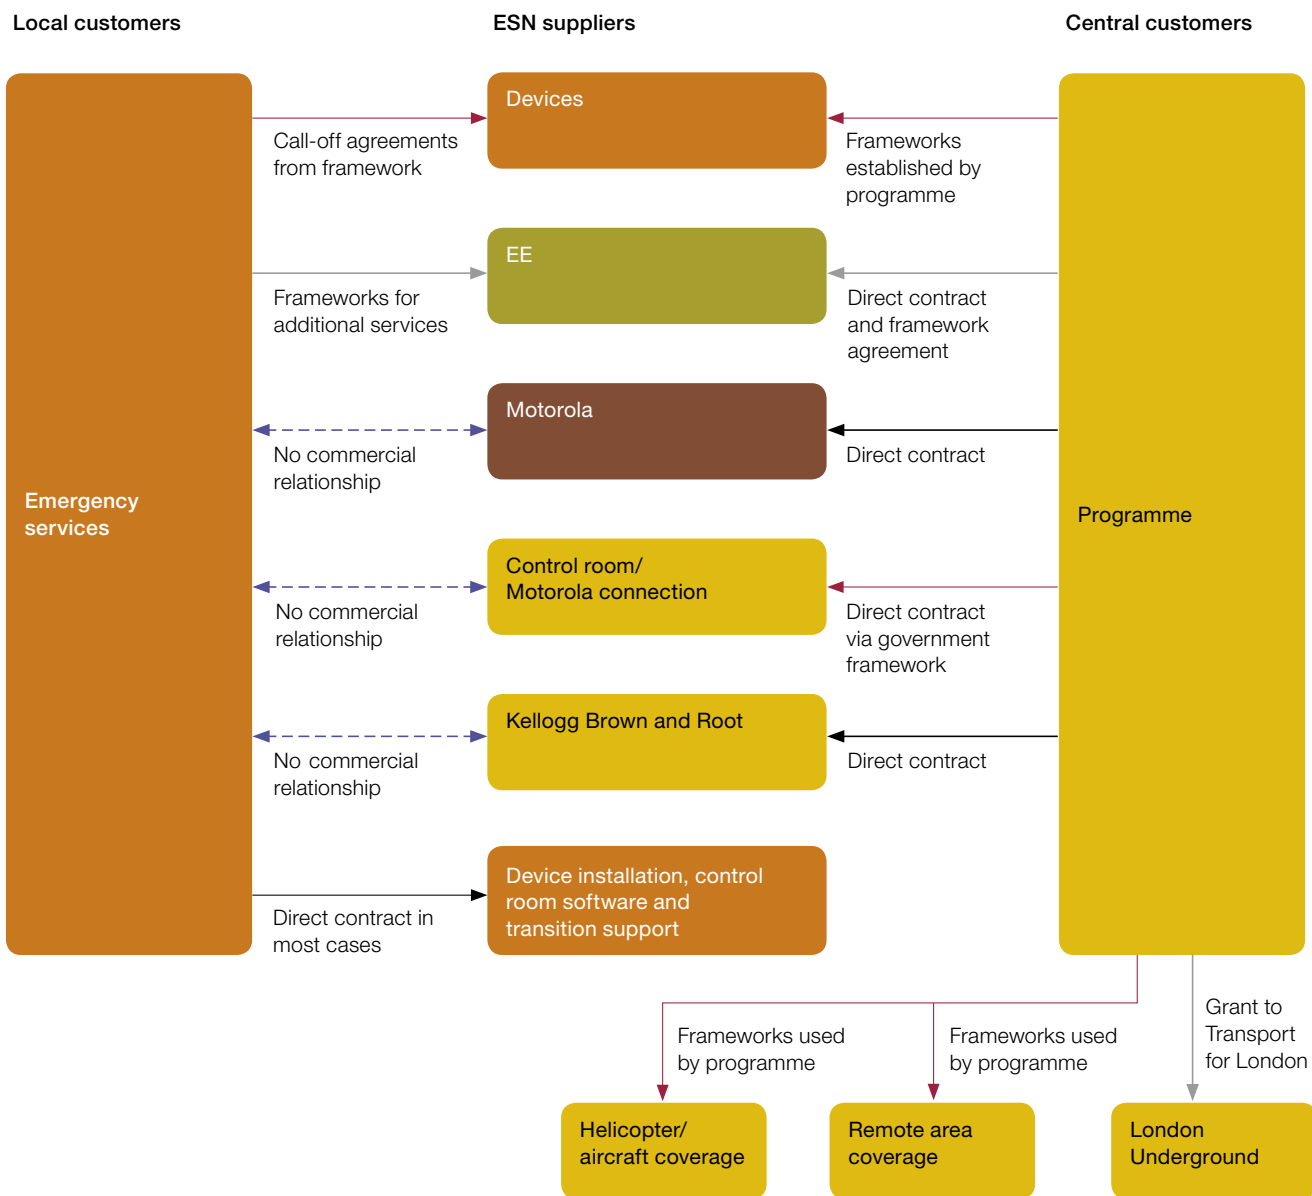 Local customers
ESN suppliers
Central customers
Emergency
services
Call-off agreements
from framework
Devices
Frameworks
established by
programme
Frameworks for
additional services
EE
Direct contract
and framework
agreement
No commercial
relationship
Motorola
Direct contract
Programme
No commercial
relationship
Control room/
Motorola connection
Direct contract
via government
framework
No commercial
relationship
Kellogg Brown and Root
Direct contract
Direct contract in
most cases
Device installation, control
room software and
transition support
Frameworks used
by programme
Frameworks used
by programme
Grant to
Transport
for London
Helicopter/
aircraft coverage
Remote area
coverage
London
Underground